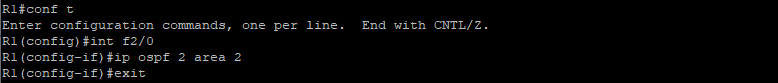 R1#conf t
Enter configuration commands, one per line.  End with CNTL/Z.
R1(config)#int f2/0
R1(config-if)#ip ospf 2 area 2
R1(config-if)#exit